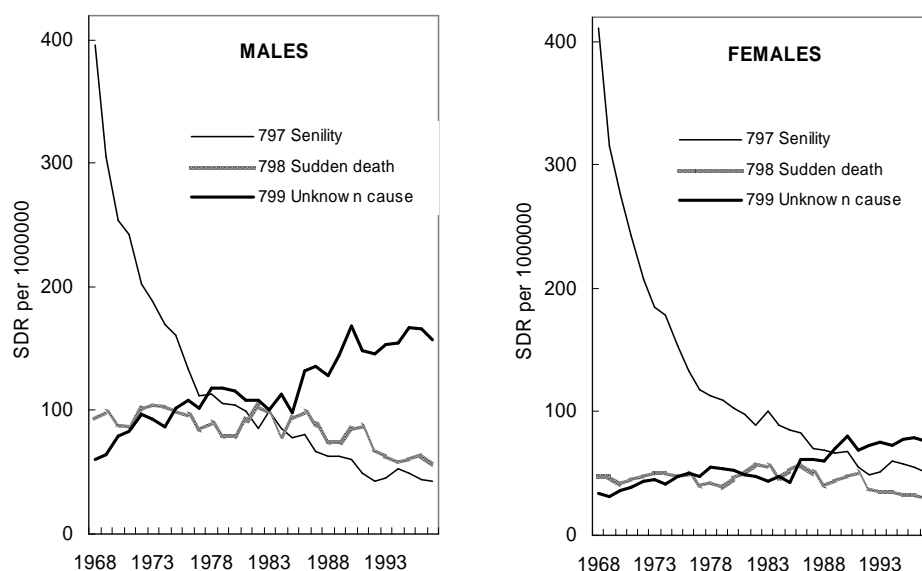 MALES
797 Senility
798 Sudden death
799 Unknow n cause
SDR per 1000000
400
300
200
100
0
1968 1973 1978 1983 1988 1993
FEMALES
797 Senility
798 Sudden death
799 Unknow n cause
SDR per 1000000
400
300
200
100
0
1968 1973 1978 1983 1988 1993